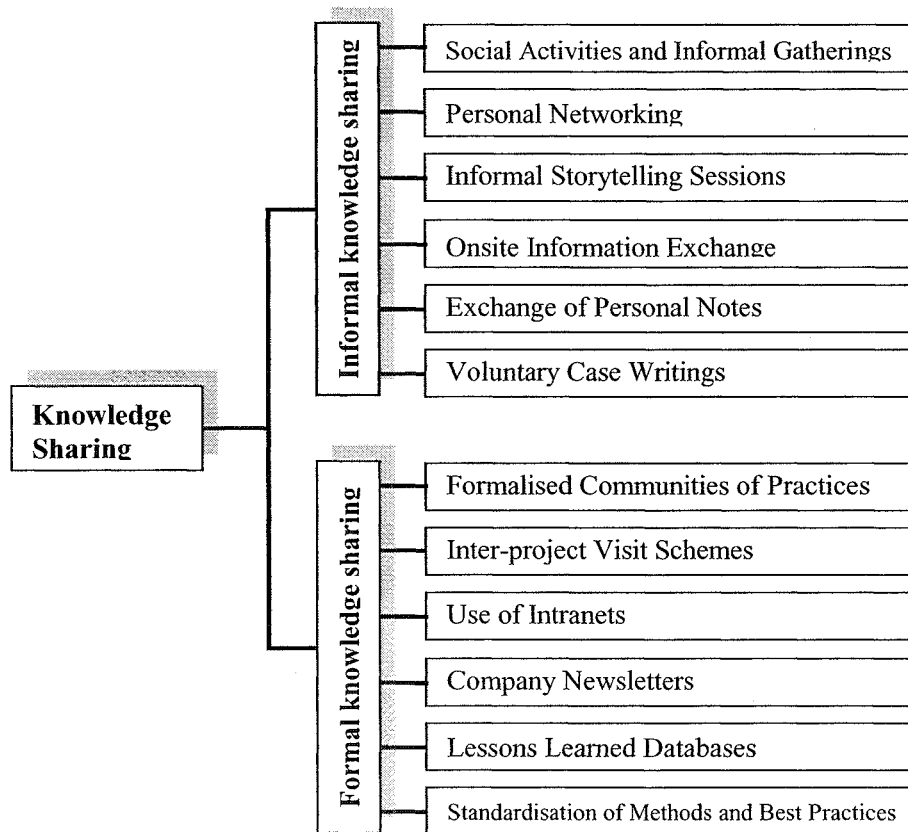 Knowledge
Sharing
Informal knowledge sharing
Social Activities and Informal Gatherings
Personal Networking
Informal Storytelling Sessions
Onsite Information Exchange
Exchange of Personal Notes
Voluntary Case Writings
Formal knowledge sharing
Formalised Communities of Practices
Inter-project Visit Schemes
Use of Intranets
Company Newsletters
Lessons Learned Databases
Standardisation of Methods and Best Practices